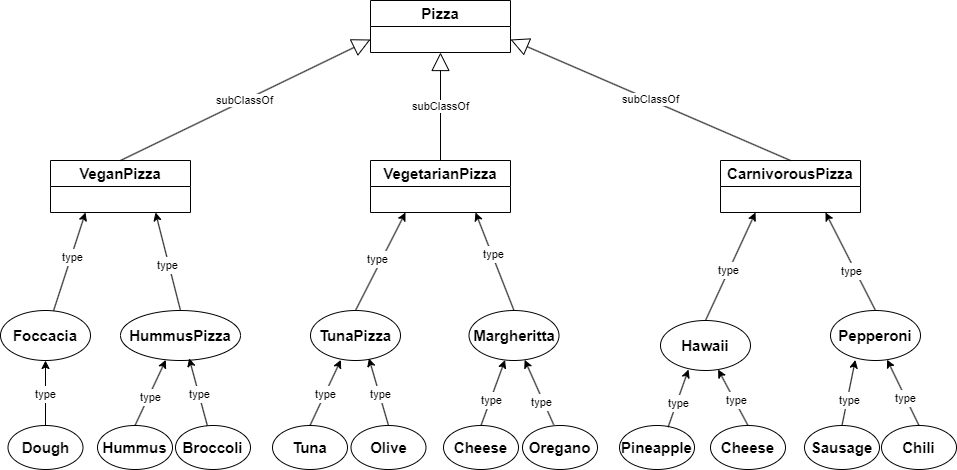 Pizza
subClassOf
subClassOf
subClassOf
VeganPizza
VegetarianPizza
CarnivorousPizza
type
type
type
type
type
type
Foccacia
HummusPizza
TunaPizza
Margheritta
Hawaii
Pepperoni
type
type
type
type
type
type
type
type
type
type
type
Dough
Hummus
Broccoli
Tuna
Olive
Cheese
Oregano
Pineapple
Cheese
Sausage
Chili